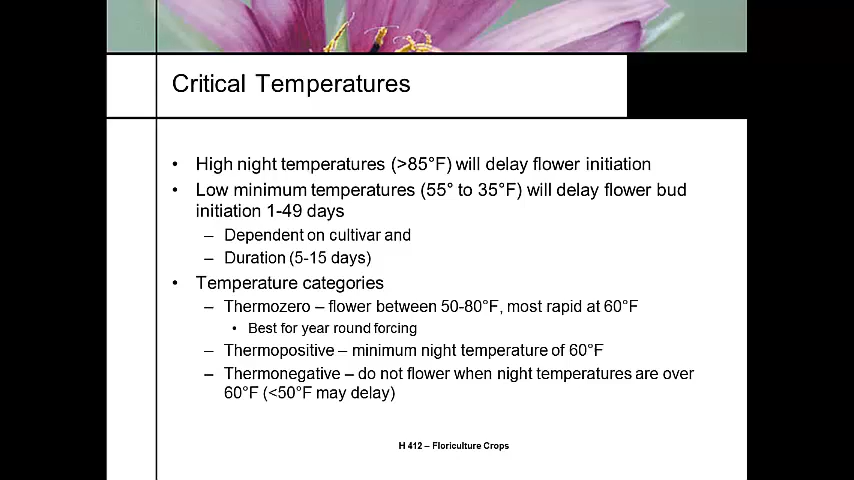 Critical Temperatures
• High night temperatures (>85°F) will delay flower initiation
• Low minimum temperatures (55° to 35°F) will delay flower bud
initiation 1-49 days
– Dependent on cultivar and
– Duration (5-15 days)
• Temperature categories
– Thermozero – flower between 50-80°F, most rapid at 60°F
• Best for year round forcing
– Thermopositive – minimum night temperature of 60°F
– Thermonegative – do not flower when night temperatures are over
60°F (<50°F may delay)
H 412 – Floriculture Crops